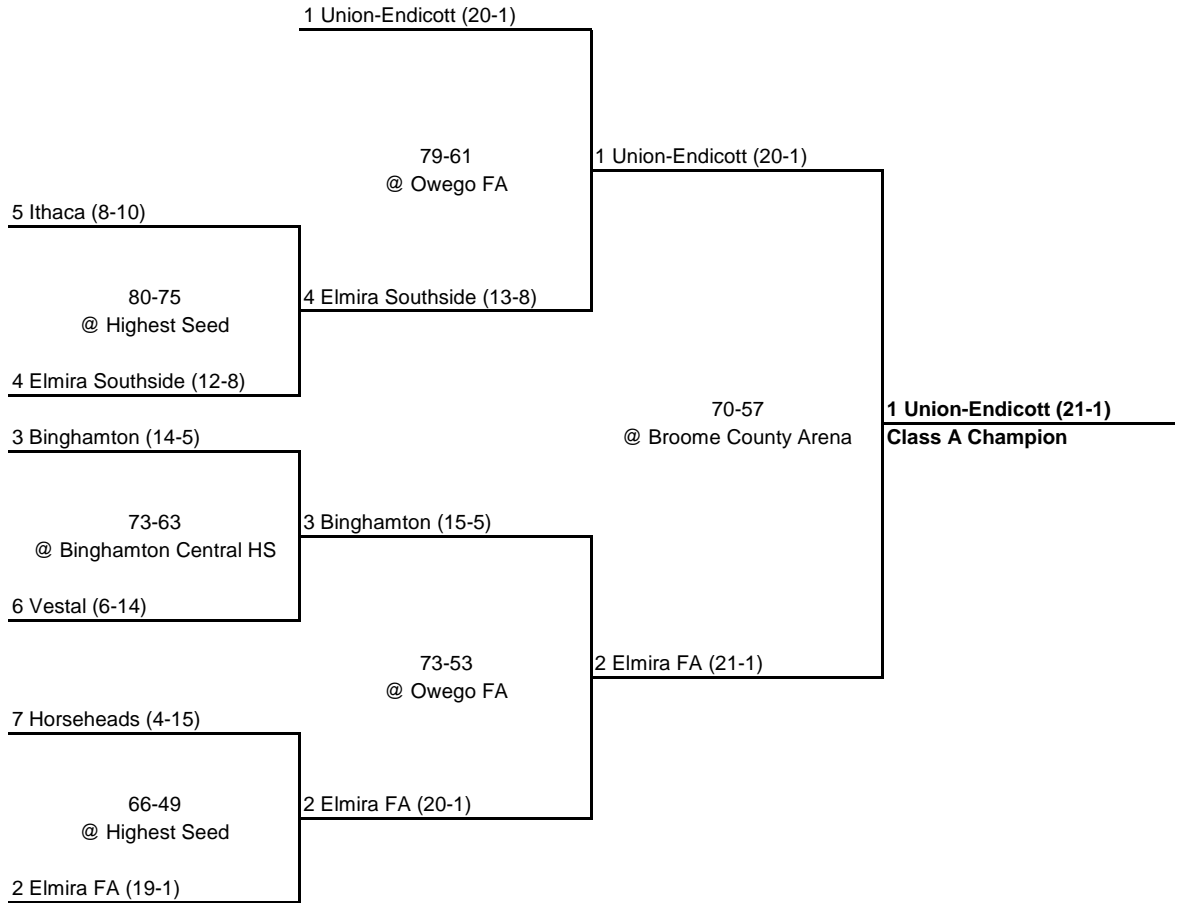 1 Union-Endicott (20-1)
79-61
@ Owego FA
1 Union-Endicott (20-1)
5 Ithaca (8-10)
80-75
@ Highest Seed
4 Elmira Southside (13-8)
4 Elmira Southside (12-8)
70-57
@ Broome County Arena
1 Union-Endicott (21-1)
Class A Champion
3 Binghamton (14-5)
73-63
@ Binghamton Central HS
3 Binghamton (15-5)
6 Vestal (6-14)
73-53
@ Owego FA
2 Elmira FA (21-1)
7 Horseheads (4-15)
66-49
@ Highest Seed
2 Elmira FA (20-1)
2 Elmira FA (19-1)